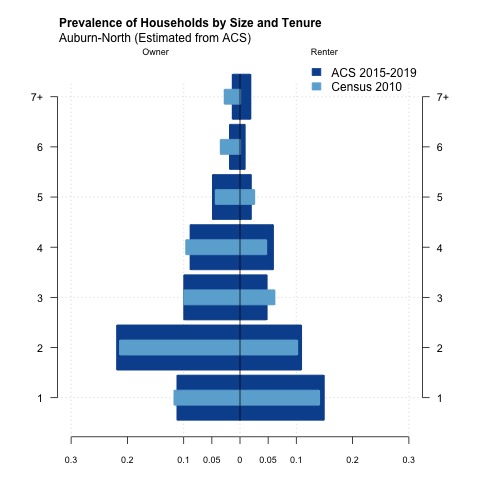 Prevalence of Households by Size and Tenure
Auburn-North (Estimated from ACS)
Owner Renter
ACS 2015-2019
Census 2010
7+ 7+
6 6
5 5
4 4
3 3
2 2
1 1
0.3 0.2 0.1 0.05 0 0.05 0.1 0.2 0.3